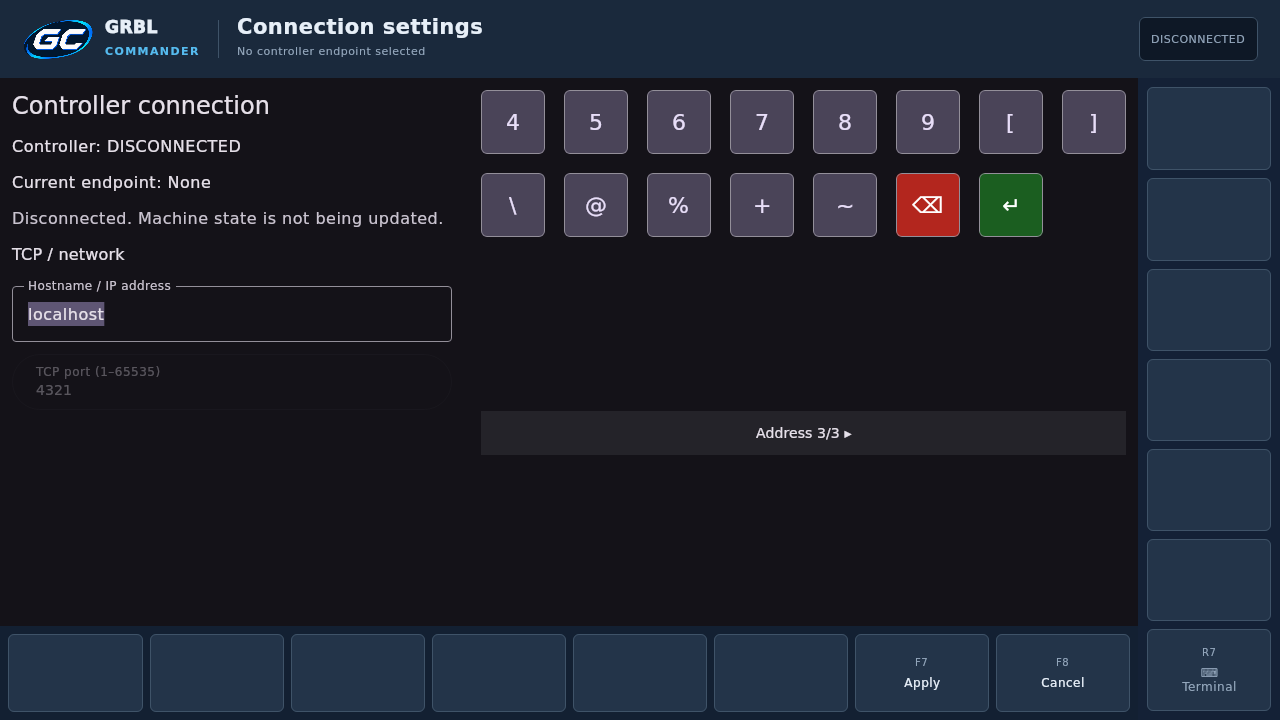 GC
GRBL
COMMANDER
Connection settings
No controller endpoint selected
DISCONNECTED
Controller connection
Controller: DISCONNECTED
Current endpoint: None
Disconnected. Machine state is not being updated.
TCP / network
Hostname / IP address
localhost
TCP port (1–65535)
4321
4 5 6 7 8 9 [ ]
\ @ % + ~ ⌫ ↵
Address 3/3 ▸
F7
Apply
F8
Cancel
R7
⌨
Terminal